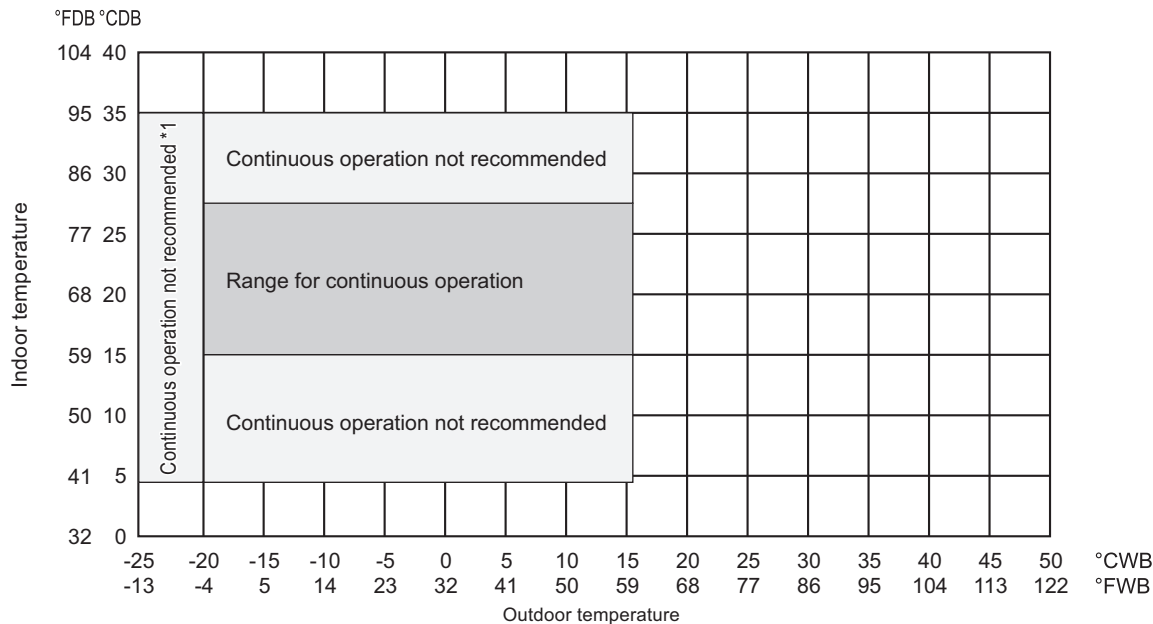 °FDB °CDB
104 40
95 35
Continuous operation not recommended
86 30
77 25
Range for continuous operation
68 20
59 15
50 10
Continuous operation not recommended
41 5
32 0
Continuous operation not recommended *1
Indoor temperature
-25 -20 -15 -10 -5 0 5 10 15 20 25 30 35 40 45 50 °CWB
-13 -4 5 14 23 32 41 50 59 68 77 86 95 104 113 122 °FWB
Outdoor temperature